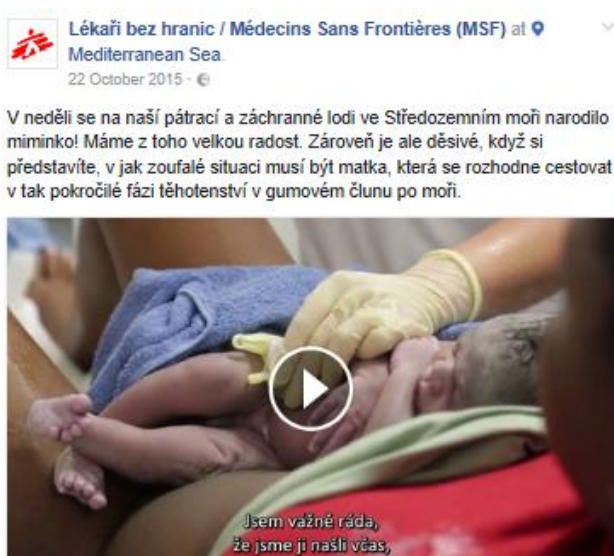 Lékaři bez hranic / Médecins Sans Frontières (MSF) at
Mediterranean Sea.
22 October 2015 ·
V neděli se na naší pátrací a záchranné lodi ve Středozemním moři narodilo
miminko! Máme z toho velkou radost. Zároveň je ale děsivé, když si
představíte, v jak zoufalé situaci musí být matka, která se rozhodne cestovat
v tak pokročilé fázi těhotenství v gumovém člunu po moři.
Jsem vážně ráda,
že jsme ji našli včas,